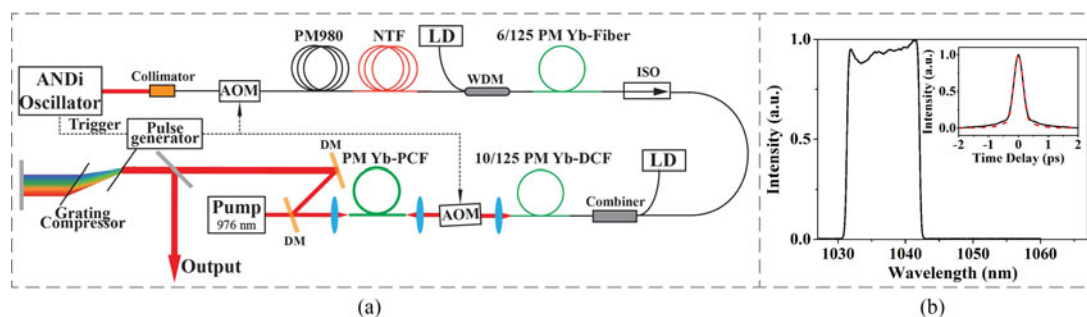 PM980 NTF LD 6/125 PM Yb-Fiber
ANDi
Oscillator
Collimator
AOM
WDM
ISO
Trigger
Pulse
generator
DM
PM Yb-PCF
10/125 PM Yb-DCF
LD
Grating
Compressor
Pump
976 nm
DM
AOM
Combiner
Output
(a)
Intensity (a.u.)
1.0
0.5
0.0
1030 1040 1050 1060
Wavelength (nm)
Intensity (a.u.)
1.0
0.5
0.0
-2 -1 0 1 2
Time Delay (ps)
(b)